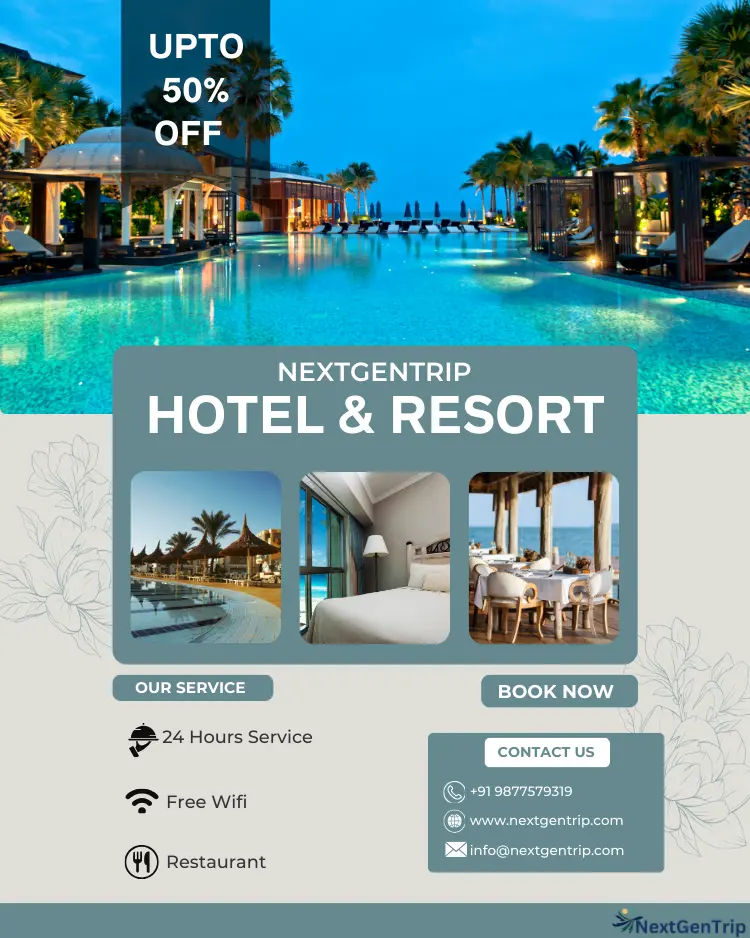 UPTO
50%
OFF
NEXTGENTRIP
HOTEL & RESORT
OUR SERVICE
24 Hours Service
Free Wifi
Restaurant
BOOK NOW
CONTACT US
+91 9877579319
www.nextgentrip.com
info@nextgentrip.com
NextGenTrip